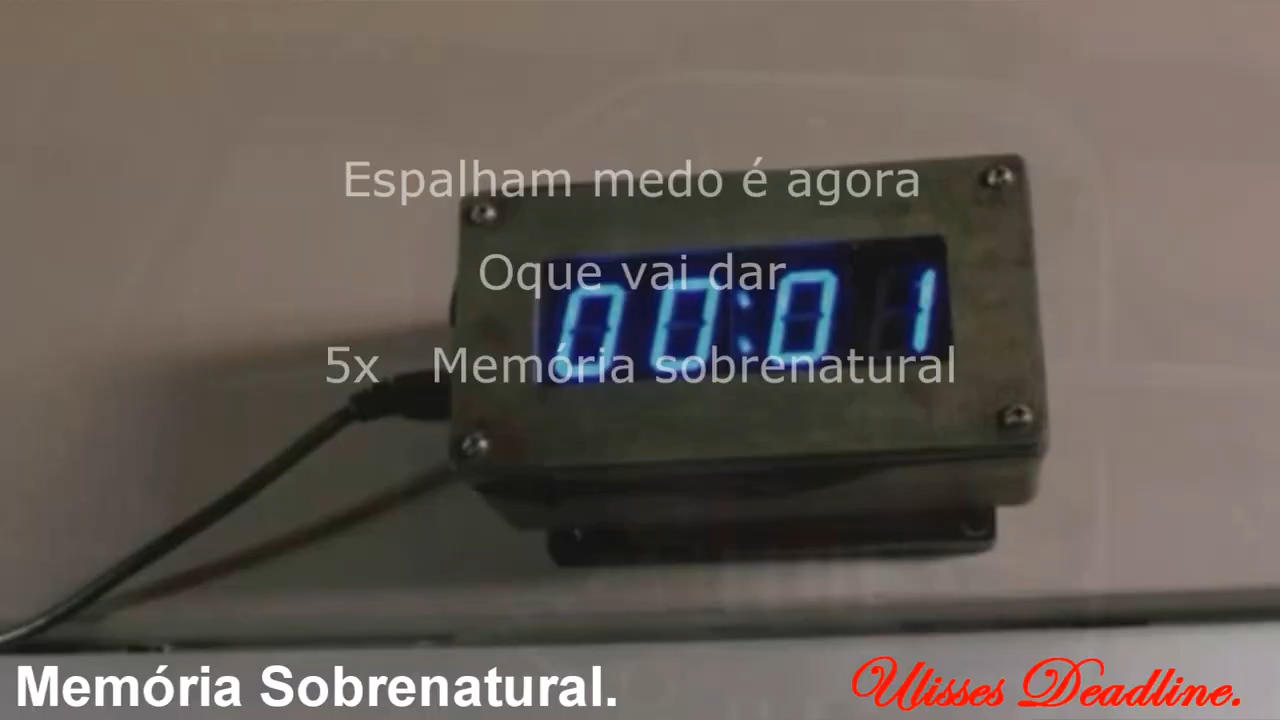 Espalham medo é agora
Oque vai dar
00:01
5x Memória sobrenatural
Memória Sobrenatural.
Ulisses Deadline.